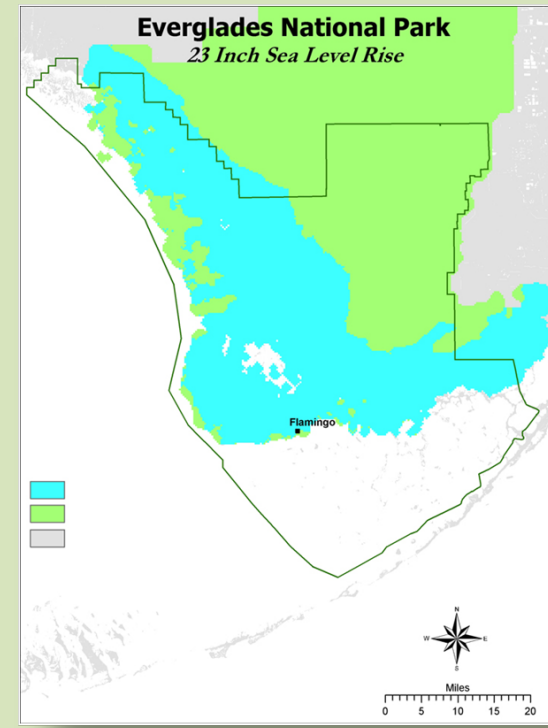 Everglades National Park
23 Inch Sea Level Rise
Flamingo
N
W E
S
Miles
0 5 10 15 20